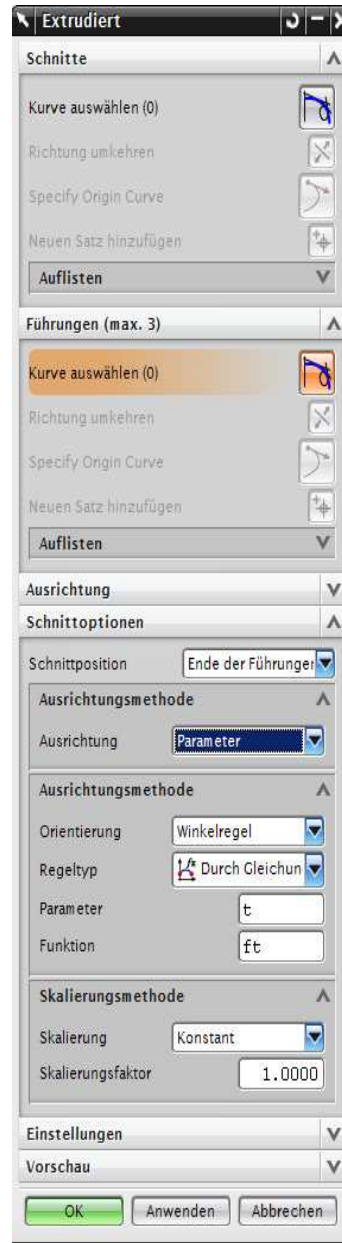 Extrudiert
Schnitte
Kurve auswählen (0)
Richtung umkehren
Specify Origin Curve
Neuen Satz hinzufügen
Auflisten
Führungen (max. 3)
Kurve auswählen (0)
Richtung umkehren
Specify Origin Curve
Neuen Satz hinzufügen
Auflisten
Ausrichtung
Schnittoptionen
Schnittposition Ende der Führunger
Ausrichtungsmethode
Ausrichtung Parameter
Ausrichtungsmethode
Orientierung Winkelregel
Regeltyp Durch Gleichun
Parameter t
Funktion ft
Skalierungsmethode
Skalierung Konstant
Skalierungsfaktor 1.0000
Einstellungen
Vorschau
OK Anwenden Abbrechen